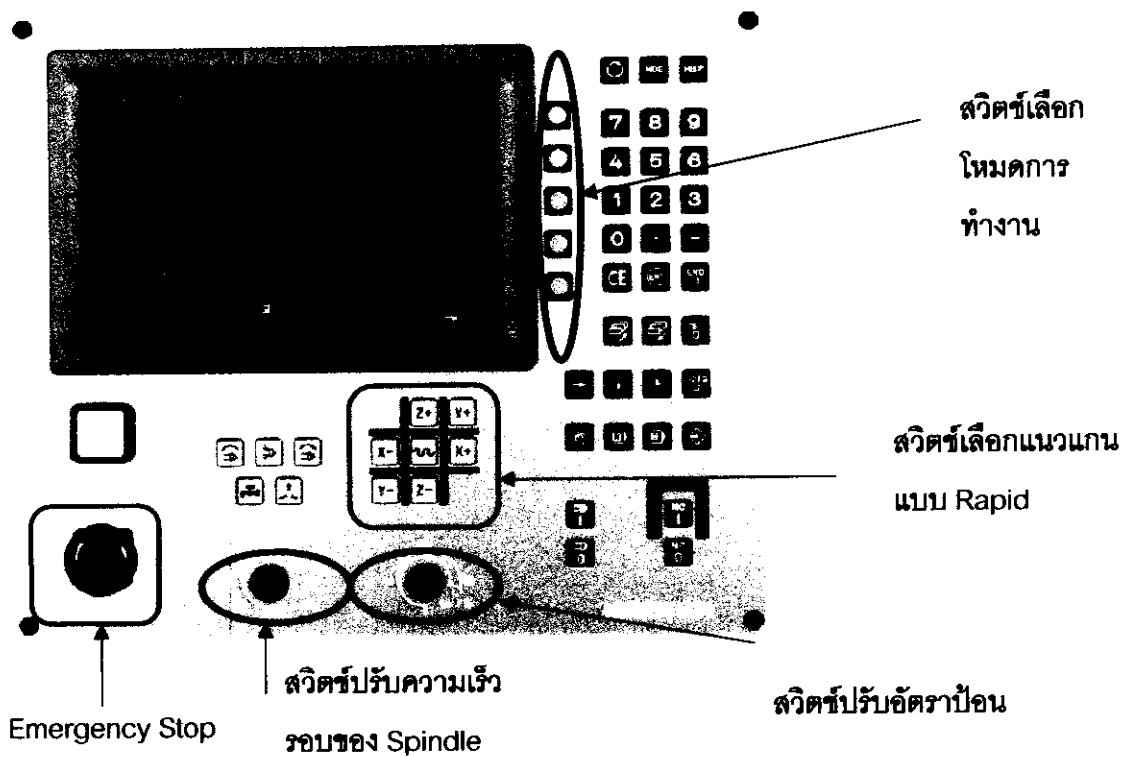 MOD HELP
7 8 9
สวิตช์เลือก
4 5 6
โหมดการ
1 2 3
ทำงาน
0 · −
CE
Z+ Y+
X- X+
Y- Z-
สวิตช์เลือกแนวแกน
แบบ Rapid
สวิตช์ปรับความเร็ว
รอบของ Spindle
สวิตช์ปรับอัตราป้อน
Emergency Stop